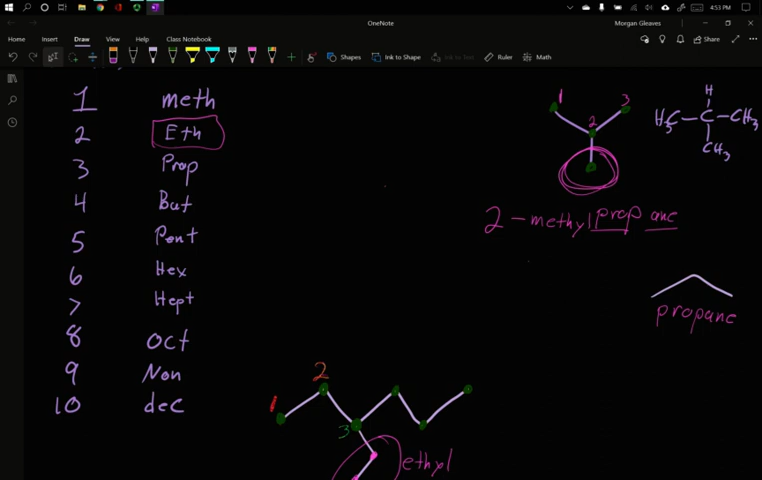 4:53 PM
OneNote
Morgan Gleaves
Home Insert Draw View Help Class Notebook
Share
Shapes Ink to Shape Ink to Text Ruler Math
1 meth
2 Eth
3 Prop
4 But
5 Pent
6 Hex
7 Hept
8 Oct
9 Non
10 dec
1 2 3
H
H3C-C-CH3
CH3
2-methylpropane
propane
1 2 3
ethyl